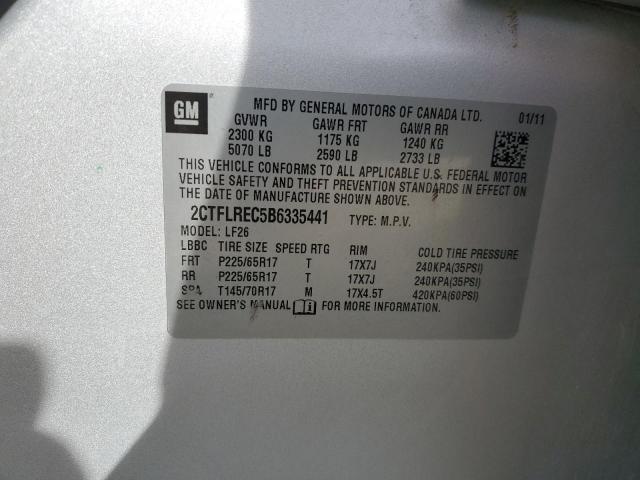 GM
MFD BY GENERAL MOTORS OF CANADA LTD. 01/11
GVWR GAWR FRT GAWR RR
2300 KG 1175 KG 1240 KG
5070 LB 2590 LB 2733 LB
THIS VEHICLE CONFORMS TO ALL APPLICABLE U.S. FEDERAL MOTOR
VEHICLE SAFETY AND THEFT PREVENTION STANDARDS IN EFFECT ON
THE DATE OF MANUFACTURE SHOWN ABOVE.
2CTFLREC5B6335441 TYPE: M.P.V.
MODEL: LF26
LBBC TIRE SIZE SPEED RTG RIM COLD TIRE PRESSURE
FRT P225/65R17 T 17X7J 240KPA(35PSI)
RR P225/65R17 T 17X7J 240KPA(35PSI)
SPA T145/70R17 M 17X4.5T 420KPA(60PSI)
SEE OWNER'S MANUAL FOR MORE INFORMATION.